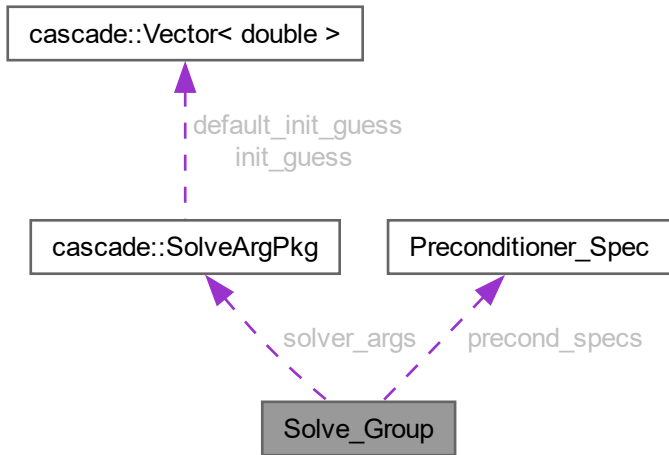 cascade::Vector< double >
default_init_guess
init_guess
cascade::SolveArgPkg
Preconditioner_Spec
solver_args
precond_specs
Solve_Group